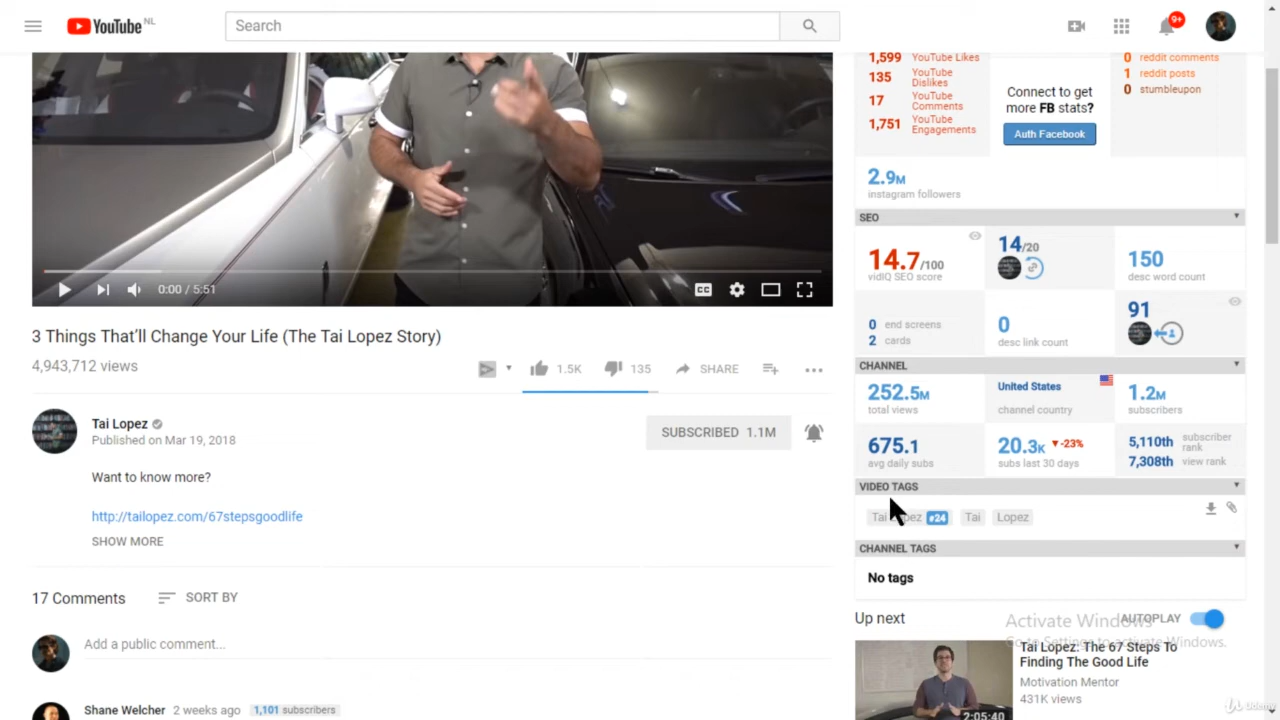 YouTube NL
Search
9+
1,599 YouTube Likes
135 YouTube Dislikes
17 YouTube Comments
1,751 YouTube Engagements
Connect to get more FB stats?
Auth Facebook
0 reddit comments
1 reddit posts
0 stumbleupon
2.9M
instagram followers
SEO
14.7/100
vidIQ SEO score
14/20
150
desc word count
0 end screens
2 cards
0
desc link count
91
CHANNEL
252.5M
total views
United States
channel country
1.2M
subscribers
675.1
avg daily subs
20.3K -23%
subs last 30 days
5,110th subscriber rank
7,308th view rank
VIDEO TAGS
Tai Lopez #24 Tai Lopez
CHANNEL TAGS
No tags
0:00 / 5:51
CC
3 Things That'll Change Your Life (The Tai Lopez Story)
4,943,712 views
1.5K 135 SHARE
Tai Lopez
Published on Mar 19, 2018
SUBSCRIBED 1.1M
Want to know more?
http://tailopez.com/67stepsgoodlife
SHOW MORE
17 Comments SORT BY
Add a public comment...
Shane Welcher 2 weeks ago 1,101 subscribers
Up next
AUTOPLAY
Activate Windows
Go to Settings to activate Windows.
Tai Lopez: The 67 Steps To
Finding The Good Life
Motivation Mentor
431K views
2:05:40
Udemy